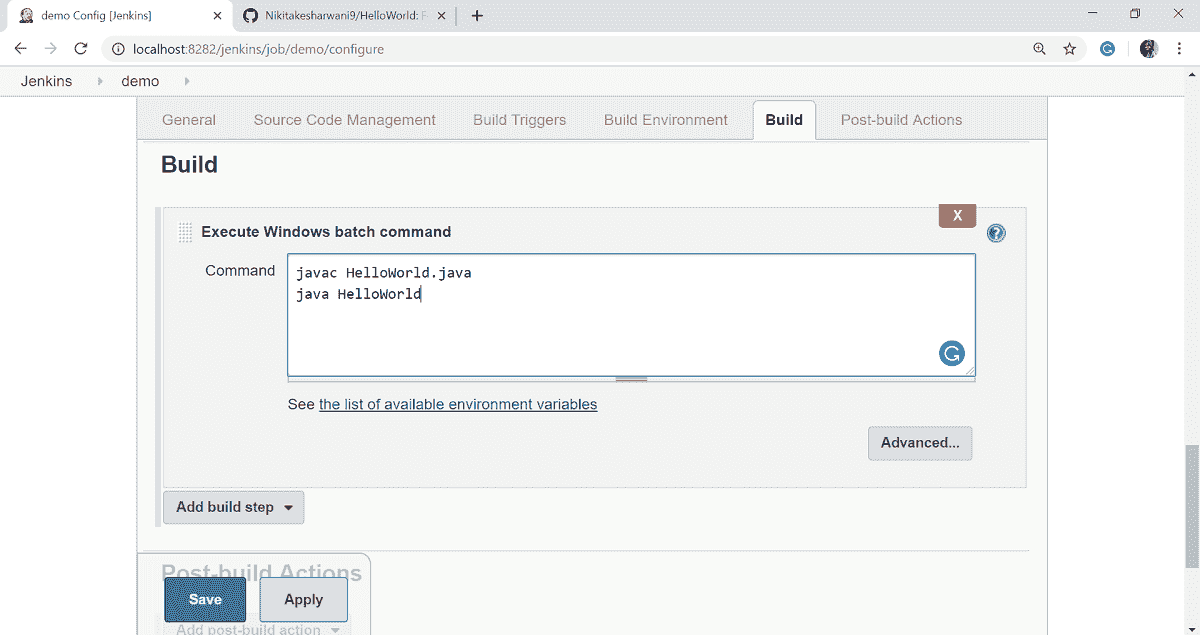 demo Config [Jenkins]
Nikitakesharwani9/HelloWorld:
localhost:8282/jenkins/job/demo/configure
Jenkins
demo
General
Source Code Management
Build Triggers
Build Environment
Build
Post-build Actions
Build
X
Execute Windows batch command
Command
javac HelloWorld.java
java HelloWorld
See the list of available environment variables
Advanced...
Add build step
Post-build Actions
Save
Apply
Add post-build action